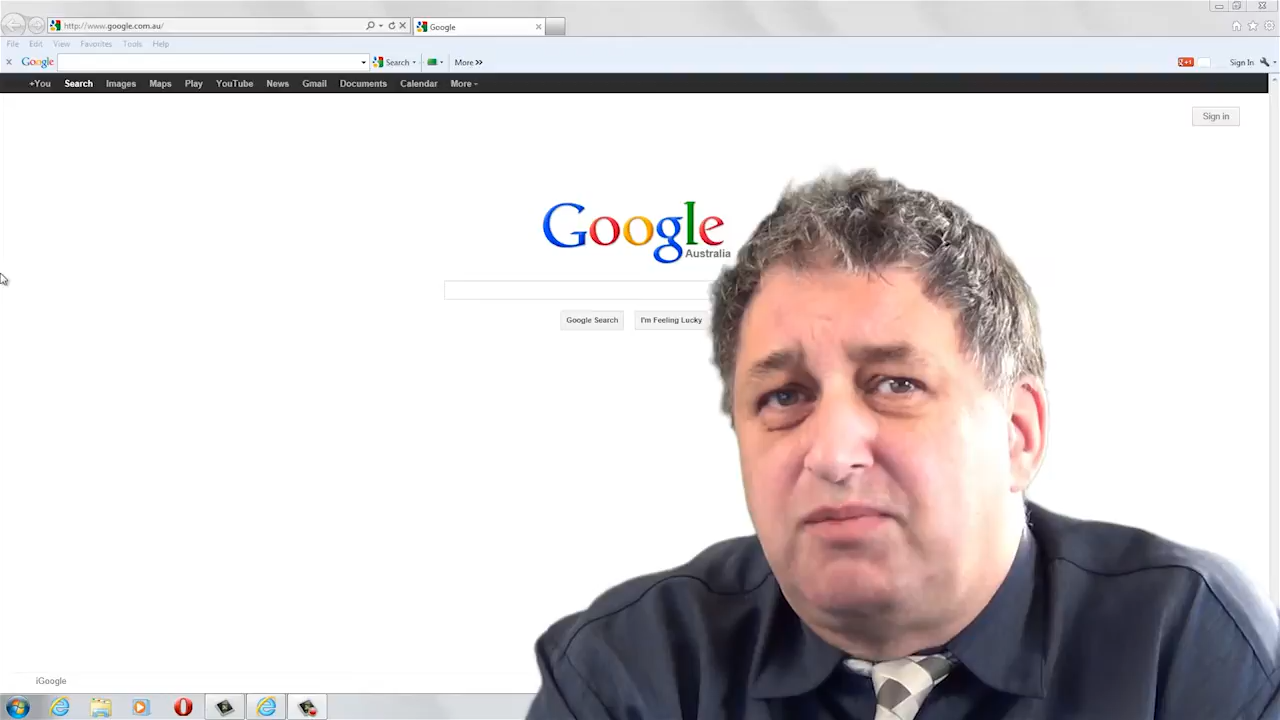 http://www.google.com.au/
Google
File Edit View Favorites Tools Help
Google Search More »
g+1 Sign In
+You Search Images Maps Play YouTube News Gmail Documents Calendar More
Sign in
Google
Australia
Google Search I'm Feeling Lucky
iGoogle